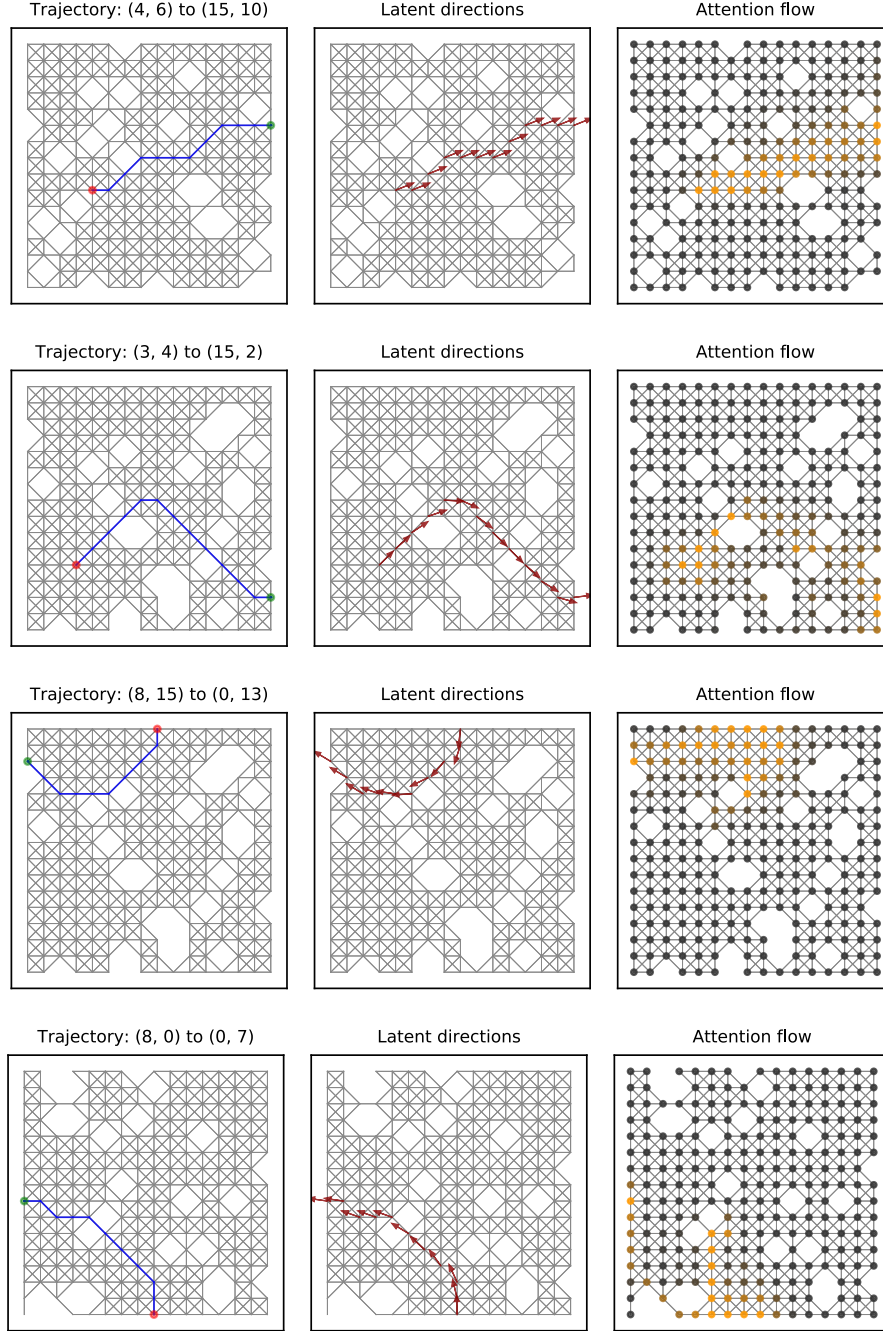 Trajectory: (4, 6) to (15, 10)
Latent directions
Attention flow
Trajectory: (3, 4) to (15, 2)
Latent directions
Attention flow
Trajectory: (8, 15) to (0, 13)
Latent directions
Attention flow
Trajectory: (8, 0) to (0, 7)
Latent directions
Attention flow